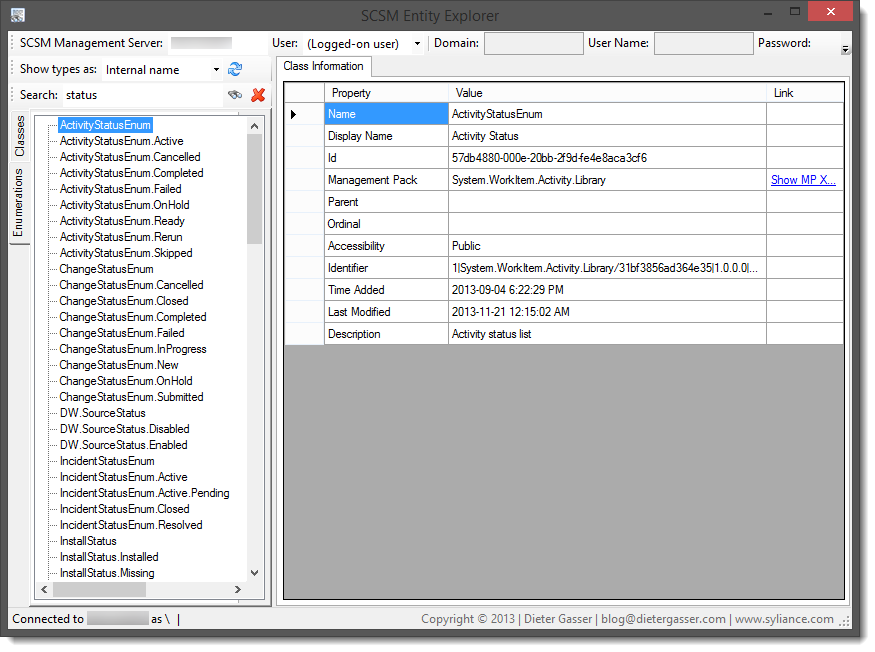 SCSM Entity Explorer
SCSM Management Server: User: (Logged-on user) Domain: User Name: Password:
Show types as: Internal name
Search: status
Classes
Enumerations
ActivityStatusEnum
ActivityStatusEnum.Active
ActivityStatusEnum.Cancelled
ActivityStatusEnum.Completed
ActivityStatusEnum.Failed
ActivityStatusEnum.OnHold
ActivityStatusEnum.Ready
ActivityStatusEnum.Rerun
ActivityStatusEnum.Skipped
ChangeStatusEnum
ChangeStatusEnum.Cancelled
ChangeStatusEnum.Closed
ChangeStatusEnum.Completed
ChangeStatusEnum.Failed
ChangeStatusEnum.InProgress
ChangeStatusEnum.New
ChangeStatusEnum.OnHold
ChangeStatusEnum.Submitted
DW.SourceStatus
DW.SourceStatus.Disabled
DW.SourceStatus.Enabled
IncidentStatusEnum
IncidentStatusEnum.Active
IncidentStatusEnum.Active.Pending
IncidentStatusEnum.Closed
IncidentStatusEnum.Resolved
InstallStatus
InstallStatus.Installed
InstallStatus.Missing
Class Information
Property Value Link
Name ActivityStatusEnum
Display Name Activity Status
Id 57db4880-000e-20bb-2f9d-fe4e8aca3cf6
Management Pack System.WorkItem.Activity.Library Show MP X...
Parent
Ordinal
Accessibility Public
Identifier 1|System.WorkItem.Activity.Library/31bf3856ad364e35|1.0.0.0|...
Time Added 2013-09-04 6:22:29 PM
Last Modified 2013-11-21 12:15:02 AM
Description Activity status list
Connected to as \ |
Copyright © 2013 | Dieter Gasser | blog@dietergasser.com | www.syliance.com